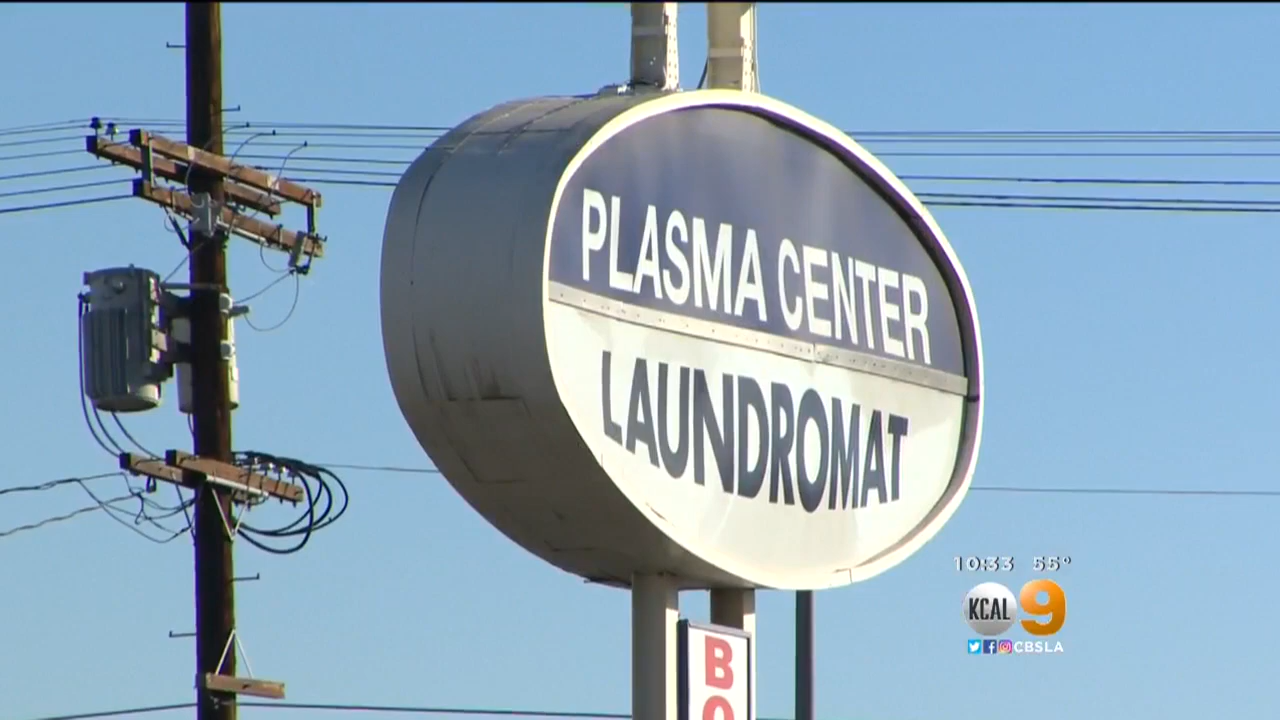 PLASMA CENTER
LAUNDROMAT
B
10:33 55°
KCAL 9
CBSLA